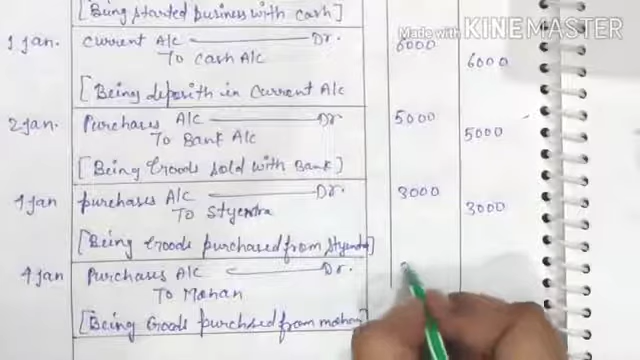 [Being started business with cash]
Made with KINEMASTER
1 Jan. Current A/c Dr. 6000
To Cash A/c 6000
[Being deposith in Current A/c
2 Jan. Purchases A/c Dr. 5000
To Bank A/c 5000
[Being Goods sold with Bank]
4 Jan purchases A/c Dr. 3000
To Styendra 3000
[Being Goods purchased from Styendra]
4 Jan Purchases A/c Dr.
To Mohan
[Being Goods purchased from mohan]